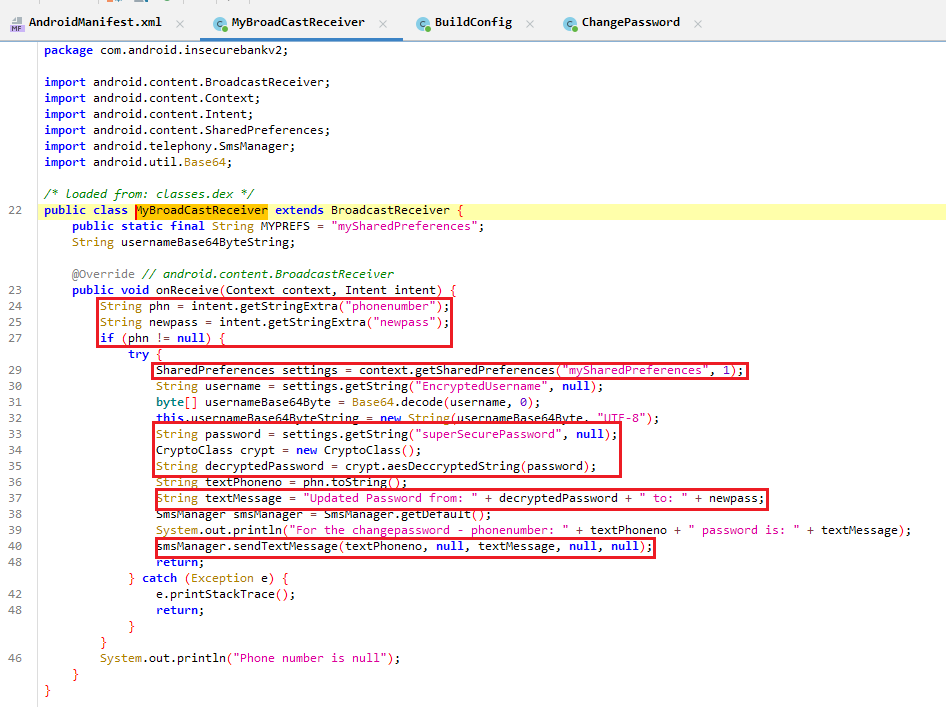 AndroidManifest.xml × MyBroadCastReceiver × BuildConfig × ChangePassword ×
package com.android.insecurebankv2;
import android.content.BroadcastReceiver;
import android.content.Context;
import android.content.Intent;
import android.content.SharedPreferences;
import android.telephony.SmsManager;
import android.util.Base64;
/* loaded from: classes.dex */
22 public class MyBroadCastReceiver extends BroadcastReceiver {
public static final String MYPREFS = "mySharedPreferences";
String usernameBase64ByteString;
@Override // android.content.BroadcastReceiver
23 public void onReceive(Context context, Intent intent) {
24 String phn = intent.getStringExtra("phonenumber");
25 String newpass = intent.getStringExtra("newpass");
27 if (phn != null) {
try {
29 SharedPreferences settings = context.getSharedPreferences("mySharedPreferences", 1);
30 String username = settings.getString("EncryptedUsername", null);
31 byte[] usernameBase64Byte = Base64.decode(username, 0);
32 this.usernameBase64ByteString = new String(usernameBase64Byte, "UTF-8");
33 String password = settings.getString("superSecurePassword", null);
34 CryptoClass crypt = new CryptoClass();
35 String decryptedPassword = crypt.aesDeccryptedString(password);
36 String textPhoneno = phn.toString();
37 String textMessage = "Updated Password from: " + decryptedPassword + " to: " + newpass;
38 SmsManager smsManager = SmsManager.getDefault();
39 System.out.println("For the changepassword - phonenumber: " + textPhoneno + " password is: " + textMessage);
40 smsManager.sendTextMessage(textPhoneno, null, textMessage, null, null);
48 return;
} catch (Exception e) {
42 e.printStackTrace();
48 return;
}
}
46 System.out.println("Phone number is null");
}
}